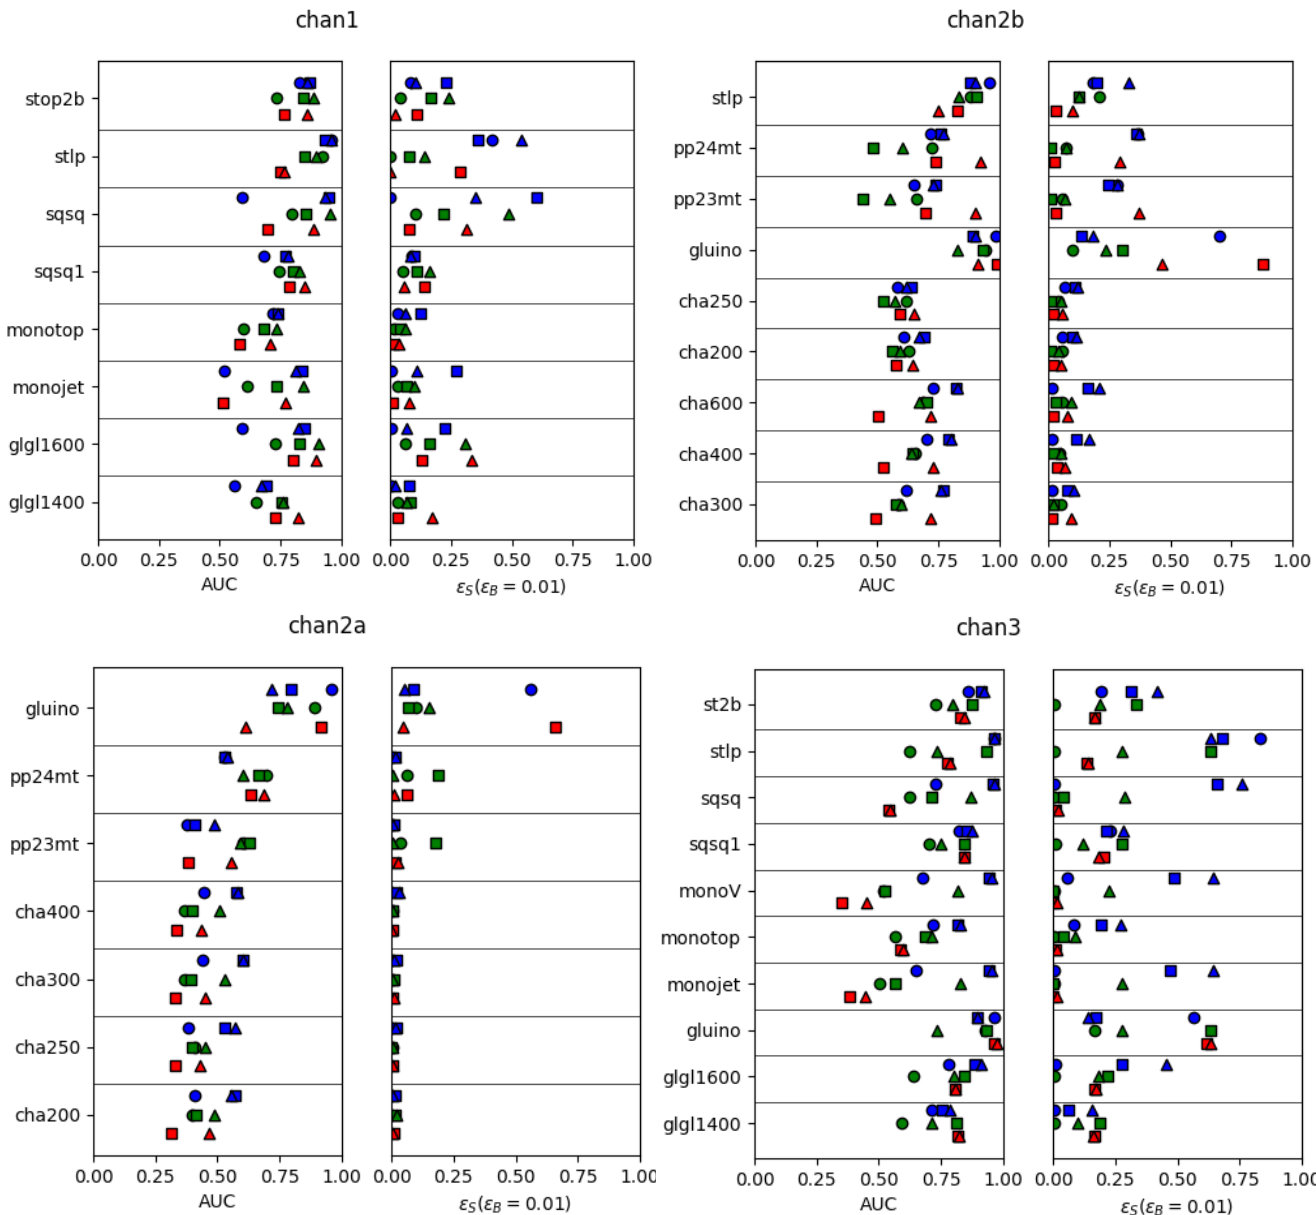 chan1
stop2b
stlp
sqsq
sqsq1
monotop
monojet
glgl1600
glgl1400
0.00 0.25 0.50 0.75 1.00
AUC
0.00 0.25 0.50 0.75 1.00
εS(εB = 0.01)
chan2b
stlp
pp24mt
pp23mt
gluino
cha250
cha200
cha600
cha400
cha300
0.00 0.25 0.50 0.75 1.00
AUC
0.00 0.25 0.50 0.75 1.00
εS(εB = 0.01)
chan2a
gluino
pp24mt
pp23mt
cha400
cha300
cha250
cha200
0.00 0.25 0.50 0.75 1.00
AUC
0.00 0.25 0.50 0.75 1.00
εS(εB = 0.01)
chan3
st2b
stlp
sqsq
sqsq1
monoV
monotop
monojet
gluino
glgl1600
glgl1400
0.00 0.25 0.50 0.75 1.00
AUC
0.00 0.25 0.50 0.75 1.00
εS(εB = 0.01)